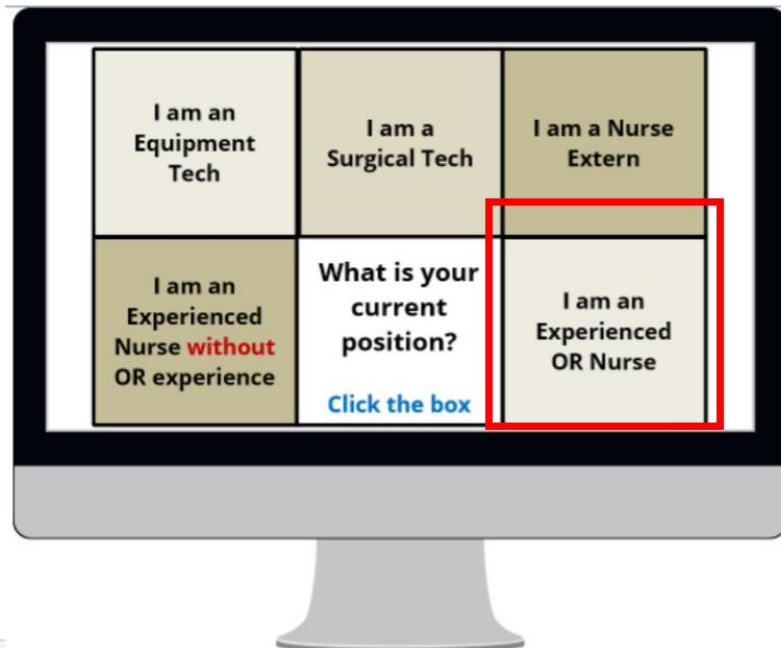 I am an
Equipment
Tech
I am a
Surgical Tech
I am a Nurse
Extern
I am an
Experienced
Nurse without
OR experience
What is your
current
position?
Click the box
I am an
Experienced
OR Nurse